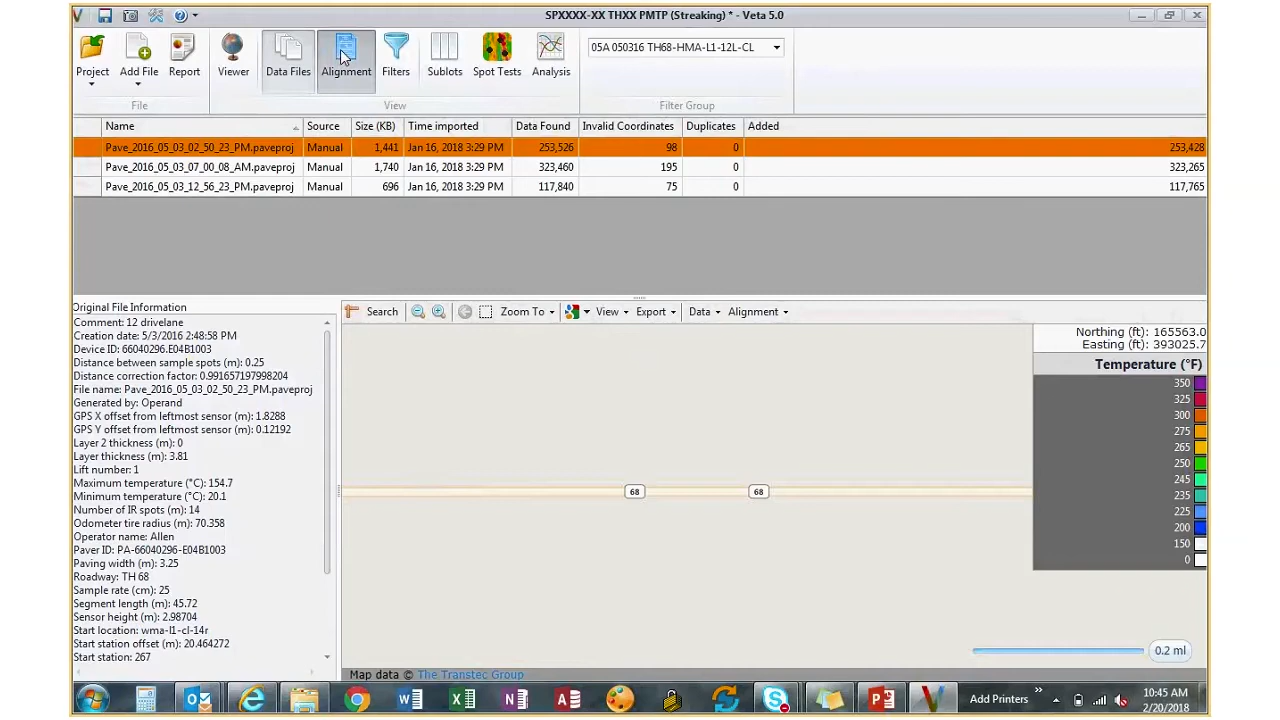 SPXXXX-XX THXX PMTP (Streaking) * - Veta 5.0
Project Add File Report Viewer Data Files Alignment Filters Sublots Spot Tests Analysis
05A 050316 TH68-HMA-L1-12L-CL
File View Filter Group
Name Source Size (KB) Time imported Data Found Invalid Coordinates Duplicates Added
Pave_2016_05_03_02_50_23_PM.paveproj Manual 1,441 Jan 16, 2018 3:29 PM 253,526 98 0 253,428
Pave_2016_05_03_07_00_08_AM.paveproj Manual 1,740 Jan 16, 2018 3:29 PM 323,460 195 0 323,265
Pave_2016_05_03_12_56_23_PM.paveproj Manual 696 Jan 16, 2018 3:29 PM 117,840 75 0 117,765
Original File Information
Comment: 12 drivelane
Creation date: 5/3/2016 2:48:58 PM
Device ID: 66040296.E04B1003
Distance between sample spots (m): 0.25
Distance correction factor: 0.991657197998204
File name: Pave_2016_05_03_02_50_23_PM.paveproj
Generated by: Operand
GPS X offset from leftmost sensor (m): 1.8288
GPS Y offset from leftmost sensor (m): 0.12192
Layer 2 thickness (m): 0
Layer thickness (m): 3.81
Lift number: 1
Maximum temperature (°C): 154.7
Minimum temperature (°C): 20.1
Number of IR spots (m): 14
Odometer tire radius (m): 70.358
Operator name: Allen
Paver ID: PA-66040296-E04B1003
Paving width (m): 3.25
Roadway: TH 68
Sample rate (cm): 25
Segment length (m): 45.72
Sensor height (m): 2.98704
Start location: wma-l1-cl-14r
Start station offset (m): 20.464272
Start station: 267
Search Zoom To View Export Data Alignment
Northing (ft): 165563.0
Easting (ft): 393025.7
Temperature (°F)
350
325
300
275
265
250
245
235
225
200
150
0
68 68
0.2 ml
Map data © The Transtec Group
Add Printers
10:45 AM
2/20/2018